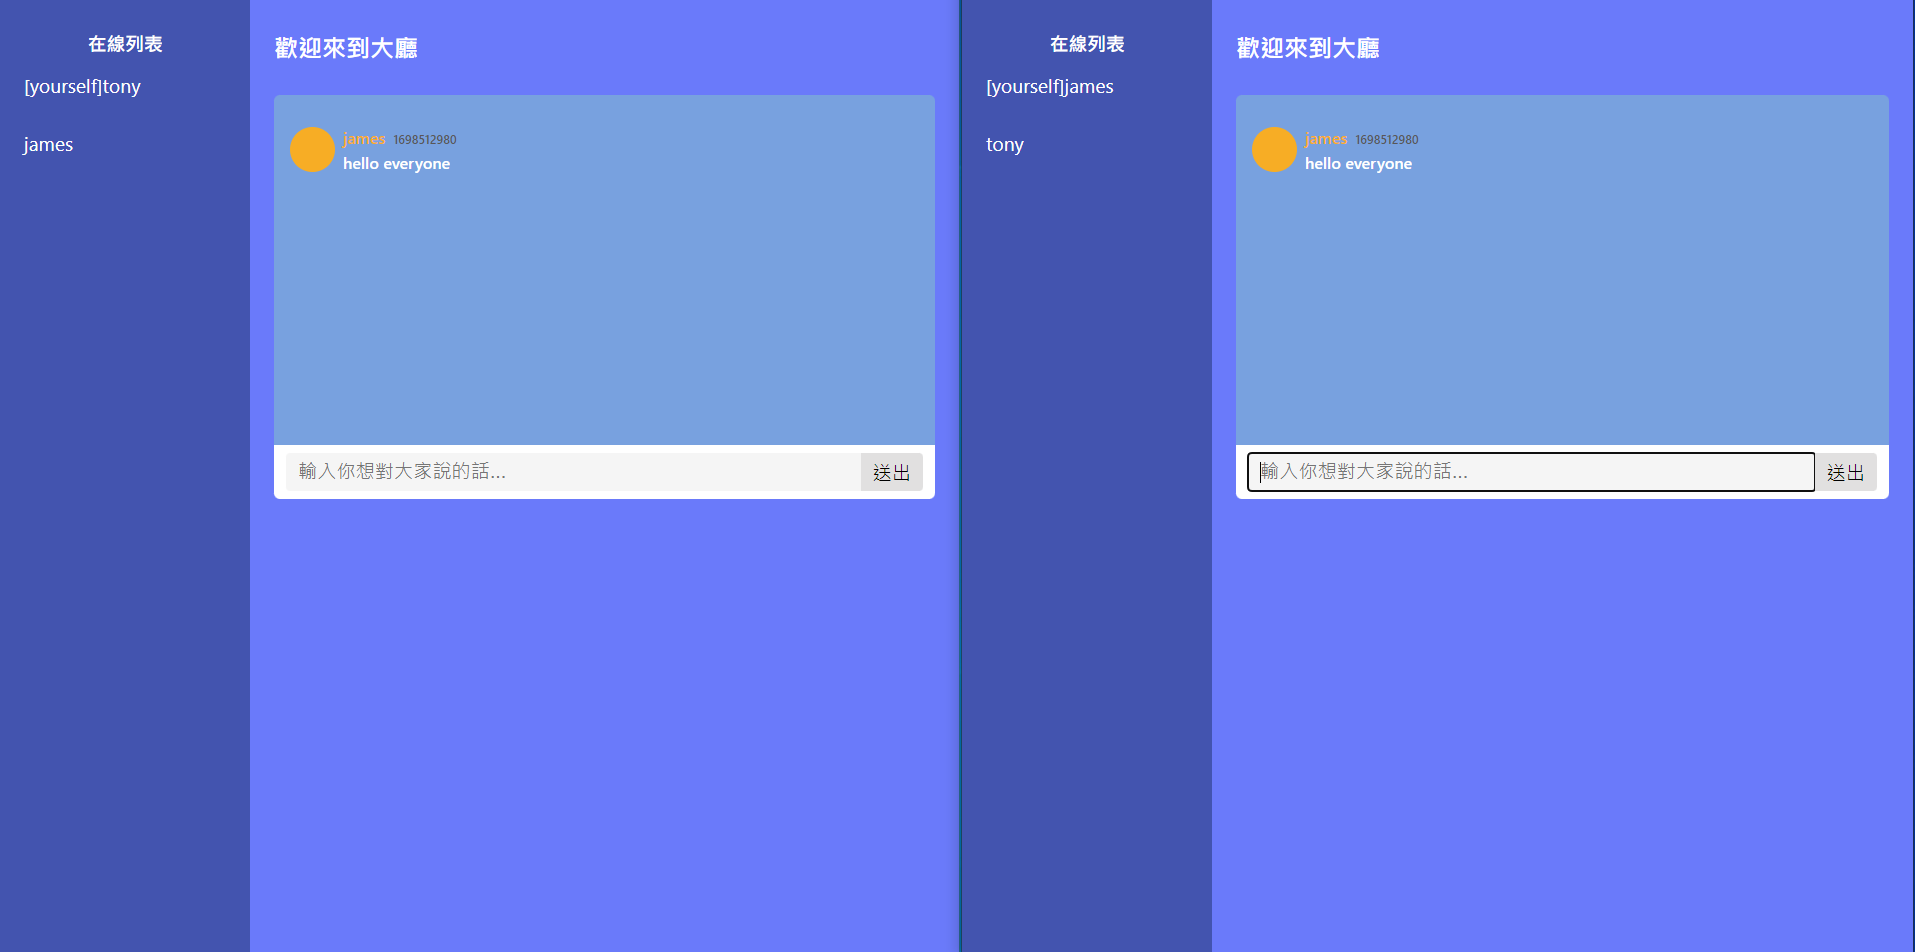 在線列表
[yourself]tony
james
歡迎來到大廳
james 1698512980
hello everyone
輸入你想對大家說的話...
送出
在線列表
[yourself]james
tony
歡迎來到大廳
james 1698512980
hello everyone
輸入你想對大家說的話...
送出